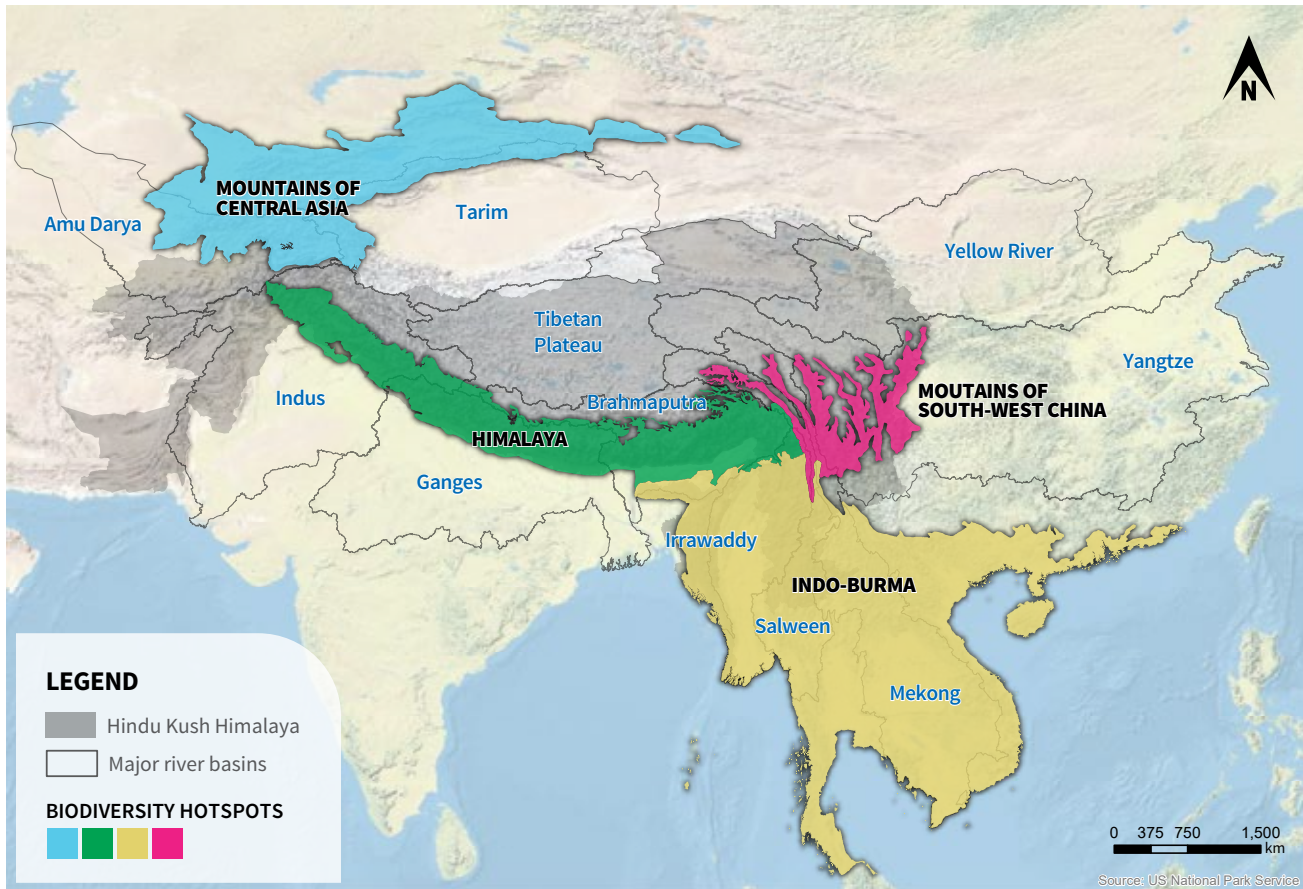 N
MOUNTAINS OF
CENTRAL ASIA
Amu Darya
Tarim
Yellow River
Tibetan
Plateau
Yangtze
Indus
Brahmaputra
MOUTAINS OF
SOUTH-WEST CHINA
HIMALAYA
Ganges
Irrawaddy
INDO-BURMA
Salween
Mekong
LEGEND
Hindu Kush Himalaya
Major river basins
BIODIVERSITY HOTSPOTS
0 375 750 1,500
km
Source: US National Park Service